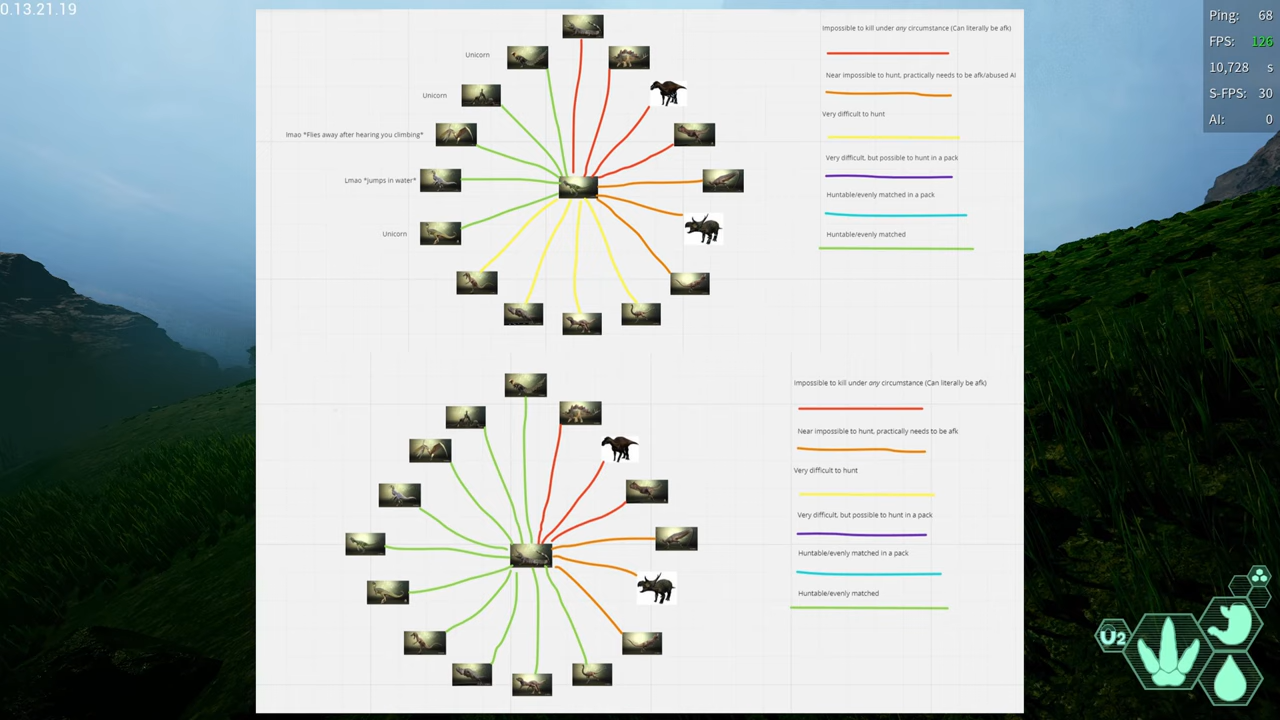 0.13.21.19
Ping: 68
FPS: 126
10,728 s
S-FPS: 30
AI: 0
Impossible to kill under any circumstance (Can literally be afk)
Unicorn
Near impossible to hunt, practically needs to be afk/abused AI
Unicorn
Very difficult to hunt
lmao *Flies away after hearing you climbing*
Very difficult, but possible to hunt in a pack
Lmao *jumps in water*
Huntable/evenly matched in a pack
Unicorn
Huntable/evenly matched
Impossible to kill under any circumstance (Can literally be afk)
Near impossible to hunt, practically needs to be afk
Very difficult to hunt
Very difficult, but possible to hunt in a pack
Huntable/evenly matched in a pack
Huntable/evenly matched
O2